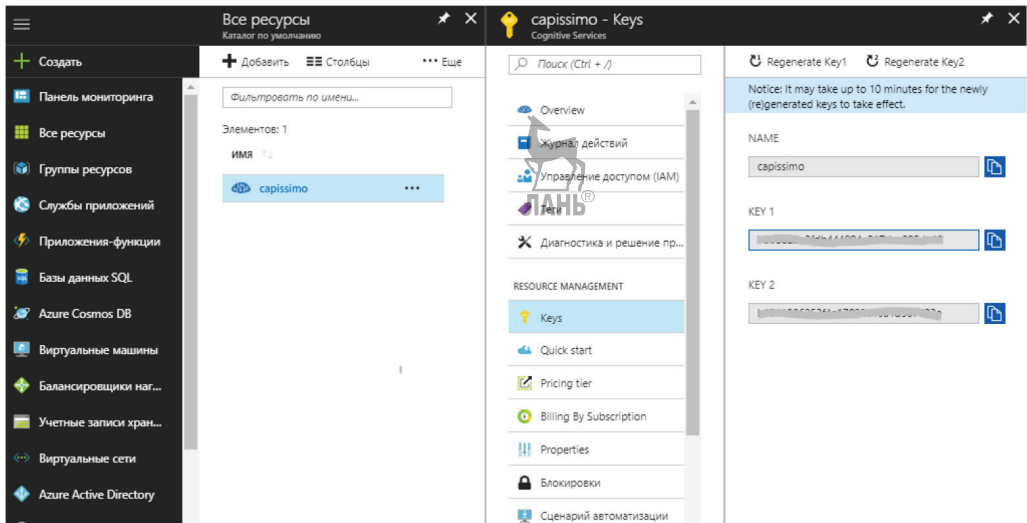 Все ресурсы
Каталог по умолчанию
capissimo - Keys
Cognitive Services
Создать
Панель мониторинга
Все ресурсы
Группы ресурсов
Службы приложений
Приложения-функции
Базы данных SQL
Azure Cosmos DB
Виртуальные машины
Балансировщики наг...
Учетные записи хран...
Виртуальные сети
Azure Active Directory
Добавить Столбцы ••• Еще
Фильтровать по имени...
Элементов: 1
ИМЯ
capissimo •••
Поиск (Ctrl + /)
Overview
Журнал действий
Управление доступом (IAM)
Теги
Диагностика и решение пр...
RESOURCE MANAGEMENT
Keys
Quick start
Pricing tier
Billing By Subscription
Properties
Блокировки
Сценарий автоматизации
ЛАНЬ®
Regenerate Key1 Regenerate Key2
Notice: It may take up to 10 minutes for the newly
(re)generated keys to take effect.
NAME
capissimo
KEY 1
KEY 2